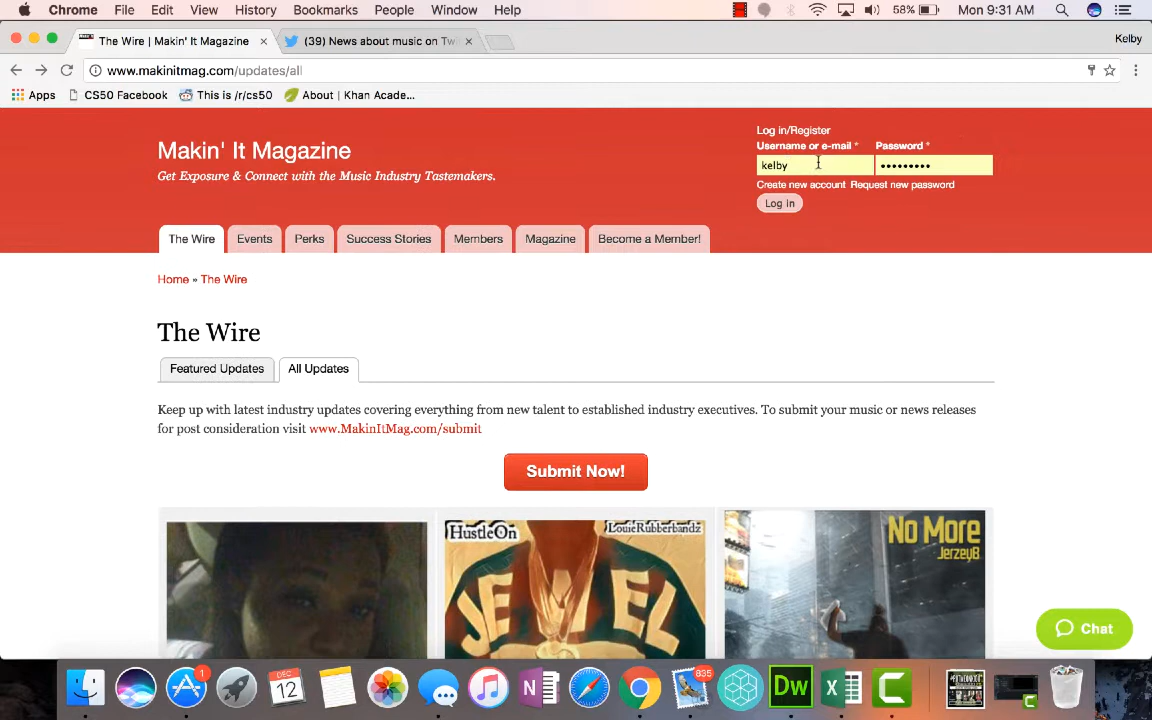 Chrome File Edit View History Bookmarks People Window Help 58% Mon 9:31 AM
The Wire | Makin' It Magazine × (39) News about music on Twi × Kelby
www.makinitmag.com/updates/all
Apps CS50 Facebook This is /r/cs50 About | Khan Acade...
Log in/Register
Makin' It Magazine
Username or e-mail * Password *
kelby •••••••••
Get Exposure & Connect with the Music Industry Tastemakers.
Create new account Request new password
Log in
The Wire Events Perks Success Stories Members Magazine Become a Member!
Home » The Wire
The Wire
Featured Updates All Updates
Keep up with latest industry updates covering everything from new talent to established industry executives. To submit your music or news releases
for post consideration visit www.MakinItMag.com/submit
Submit Now!
HustleOn LouieRubberbandz
No More
JerzeyB
Chat
1 DEC 12 N 835 Dw X C